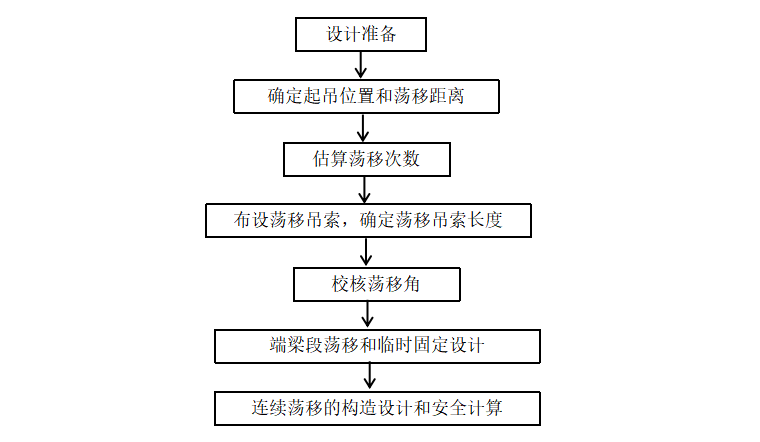 设计准备
确定起吊位置和荡移距离
估算荡移次数
布设荡移吊索，确定荡移吊索长度
校核荡移角
端梁段荡移和临时固定设计
连续荡移的构造设计和安全计算